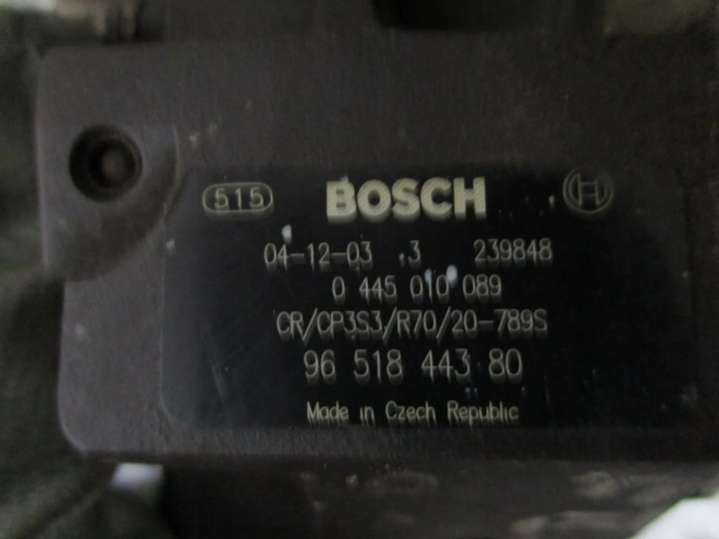 515 BOSCH
04-12-03 3 239848
0 445 010 089
CR/CP3S3/R70/20-789S
96 518 443 80
Made in Czech Republic